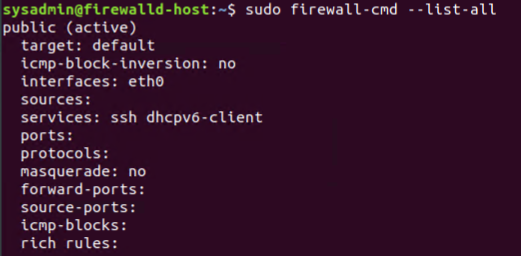 sysadmin@firewalld-host:~$ sudo firewall-cmd --list-all
public (active)
  target: default
  icmp-block-inversion: no
  interfaces: eth0
  sources:
  services: ssh dhcpv6-client
  ports:
  protocols:
  masquerade: no
  forward-ports:
  source-ports:
  icmp-blocks:
  rich rules: